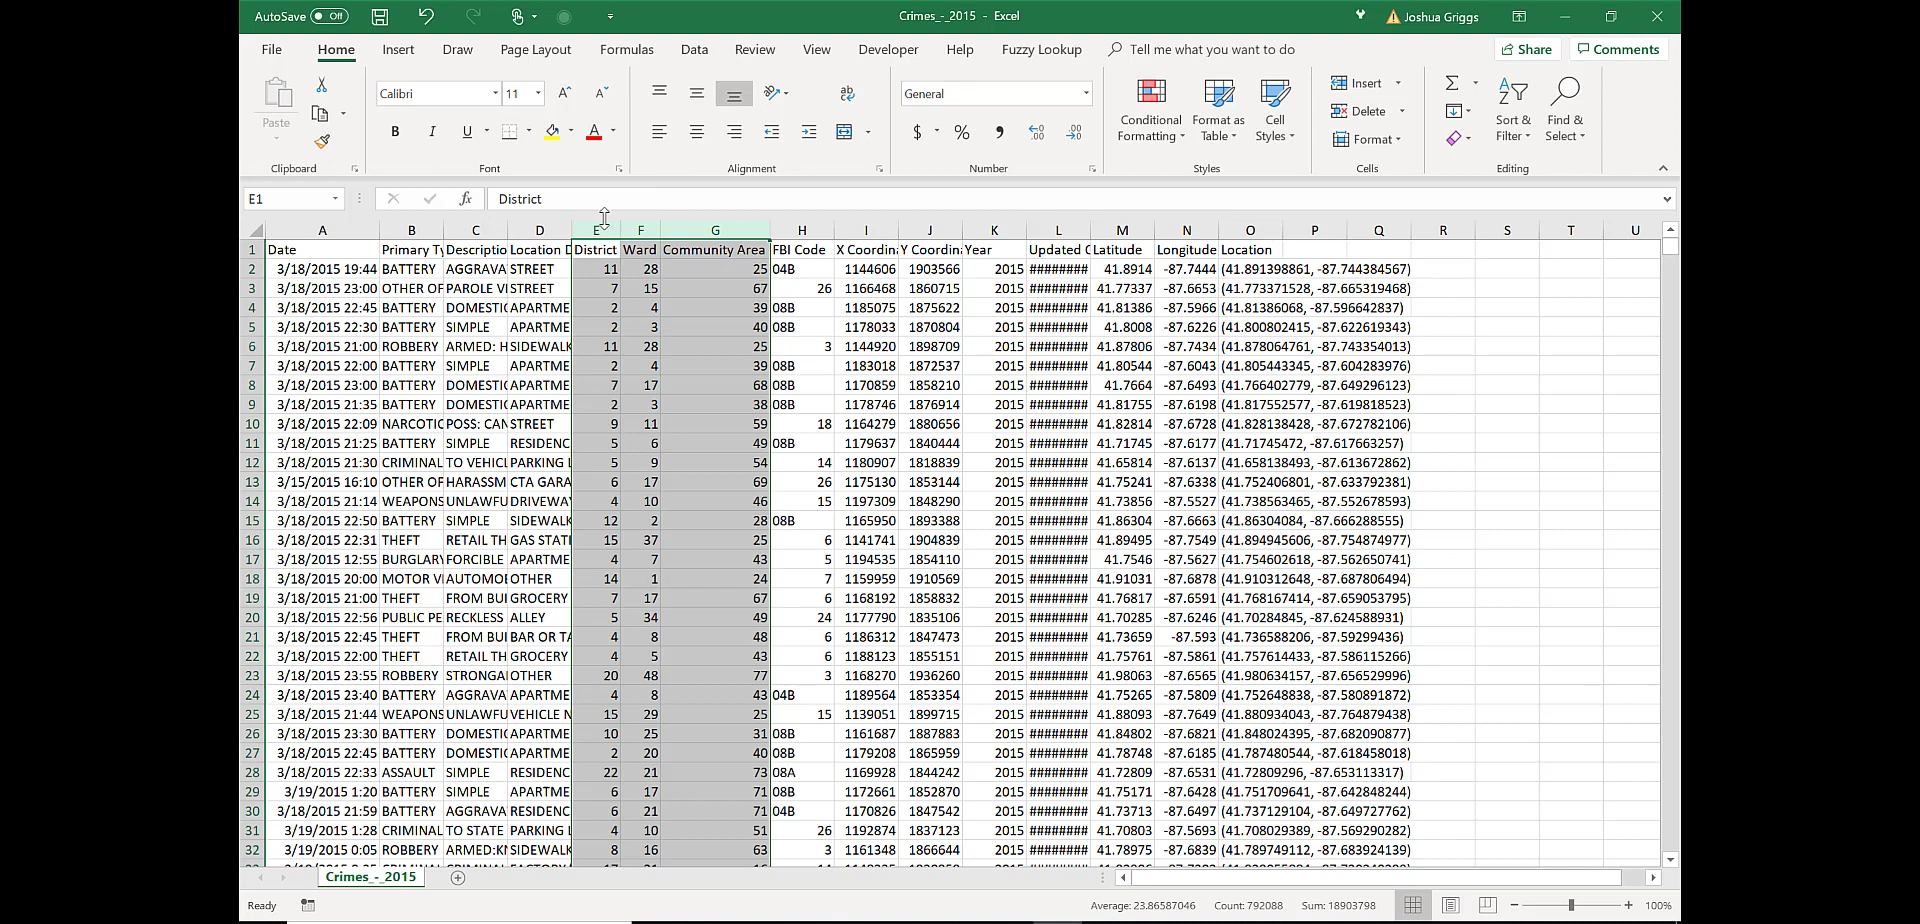 AutoSave Off Crimes_-_2015 - Excel Joshua Griggs
File Home Insert Draw Page Layout Formulas Data Review View Developer Help Fuzzy Lookup Tell me what you want to do Share Comments
Paste Calibri 11 General Conditional Formatting Format as Table Cell Styles Insert Delete Format Sort & Filter Find & Select
Clipboard Font Alignment Number Styles Cells Editing
E1 fx District
A B C D E F G H I J K L M N O P Q R S T U
1 Date Primary Ty Descriptio Location D District Ward Community Area FBI Code X Coordin Y Coordin Year Updated C Latitude Longitude Location
2 3/18/2015 19:44 BATTERY AGGRAVA STREET 11 28 25 04B 1144606 1903566 2015 ######## 41.8914 -87.7444 (41.891398861, -87.744384567)
3 3/18/2015 23:00 OTHER OF PAROLE V STREET 7 15 67 26 1166468 1860715 2015 ######## 41.77337 -87.6653 (41.773371528, -87.665319468)
4 3/18/2015 22:45 BATTERY DOMESTIC APARTME 2 4 39 08B 1185075 1875622 2015 ######## 41.81386 -87.5966 (41.81386068, -87.596642837)
5 3/18/2015 22:30 BATTERY SIMPLE APARTME 2 3 40 08B 1178033 1870804 2015 ######## 41.8008 -87.6226 (41.800802415, -87.622619343)
6 3/18/2015 21:00 ROBBERY ARMED: H SIDEWALK 11 28 25 3 1144920 1898709 2015 ######## 41.87806 -87.7434 (41.878064761, -87.743354013)
7 3/18/2015 22:00 BATTERY SIMPLE APARTME 2 4 39 08B 1183018 1872537 2015 ######## 41.80544 -87.6043 (41.805443345, -87.604283976)
8 3/18/2015 23:00 BATTERY DOMESTIC APARTME 7 17 68 08B 1170859 1858210 2015 ######## 41.7664 -87.6493 (41.766402779, -87.649296123)
9 3/18/2015 21:35 BATTERY DOMESTIC APARTME 2 3 38 08B 1178746 1876914 2015 ######## 41.81755 -87.6198 (41.817552577, -87.619818523)
10 3/18/2015 22:09 NARCOTIC POSS: CAN STREET 9 11 59 18 1164279 1880656 2015 ######## 41.82814 -87.6728 (41.828138428, -87.672782106)
11 3/18/2015 21:25 BATTERY SIMPLE RESIDENC 5 6 49 08B 1179637 1840444 2015 ######## 41.71745 -87.6177 (41.71745472, -87.617663257)
12 3/18/2015 21:30 CRIMINAL TO VEHICL PARKING L 5 9 54 14 1180907 1818839 2015 ######## 41.65814 -87.6137 (41.658138493, -87.613672862)
13 3/15/2015 16:10 OTHER OF HARASSM CTA GARA 6 17 69 26 1175130 1853144 2015 ######## 41.75241 -87.6338 (41.752406801, -87.633792381)
14 3/18/2015 21:14 WEAPONS UNLAWFU DRIVEWAY 4 10 46 15 1197309 1848290 2015 ######## 41.73856 -87.5527 (41.738563465, -87.552678593)
15 3/18/2015 22:50 BATTERY SIMPLE SIDEWALK 12 2 28 08B 1165950 1893388 2015 ######## 41.86304 -87.6663 (41.86304084, -87.666288555)
16 3/18/2015 22:31 THEFT RETAIL TH GAS STATI 15 37 25 6 1141741 1904839 2015 ######## 41.89495 -87.7549 (41.894945606, -87.754874977)
17 3/18/2015 12:55 BURGLARY FORCIBLE APARTME 4 7 43 5 1194535 1854110 2015 ######## 41.7546 -87.5627 (41.754602618, -87.562650741)
18 3/18/2015 20:00 MOTOR V AUTOMO OTHER 14 1 24 7 1159959 1910569 2015 ######## 41.91031 -87.6878 (41.910312648, -87.687806494)
19 3/18/2015 21:00 THEFT FROM BUI GROCERY 7 17 67 6 1168192 1858832 2015 ######## 41.76817 -87.6591 (41.768167414, -87.659053795)
20 3/18/2015 22:56 PUBLIC PE RECKLESS ALLEY 5 34 49 24 1177790 1835106 2015 ######## 41.70285 -87.6246 (41.70284845, -87.624588931)
21 3/18/2015 22:45 THEFT FROM BUI BAR OR TA 4 8 48 6 1186312 1847473 2015 ######## 41.73659 -87.593 (41.736588206, -87.59299436)
22 3/18/2015 22:00 THEFT RETAIL TH GROCERY 4 5 43 6 1188123 1855151 2015 ######## 41.75761 -87.5861 (41.757614433, -87.586115266)
23 3/18/2015 23:55 ROBBERY STRONGA OTHER 20 48 77 3 1168270 1936260 2015 ######## 41.98063 -87.6565 (41.980634157, -87.656529996)
24 3/18/2015 23:40 BATTERY AGGRAVA APARTME 4 8 43 04B 1189564 1853354 2015 ######## 41.75265 -87.5809 (41.752648838, -87.580891872)
25 3/18/2015 21:44 WEAPONS UNLAWFU VEHICLE N 15 29 25 15 1139051 1899715 2015 ######## 41.88093 -87.7649 (41.880934043, -87.764879438)
26 3/18/2015 23:30 BATTERY DOMESTIC APARTME 10 25 31 08B 1161687 1887883 2015 ######## 41.84802 -87.6821 (41.848024395, -87.682090877)
27 3/18/2015 22:45 BATTERY DOMESTIC APARTME 2 20 40 08B 1179208 1865959 2015 ######## 41.78748 -87.6185 (41.787480544, -87.618458018)
28 3/18/2015 22:33 ASSAULT SIMPLE RESIDENC 22 21 73 08A 1169928 1844242 2015 ######## 41.72809 -87.6531 (41.72809296, -87.653113317)
29 3/19/2015 1:20 BATTERY SIMPLE APARTME 6 17 71 08B 1172661 1852870 2015 ######## 41.75171 -87.6428 (41.751709641, -87.642848244)
30 3/18/2015 21:59 BATTERY AGGRAVA RESIDENC 6 21 71 04B 1170826 1847542 2015 ######## 41.73713 -87.6497 (41.737129104, -87.649727762)
31 3/19/2015 1:28 CRIMINAL TO STATE PARKING L 4 10 51 26 1192874 1837123 2015 ######## 41.70803 -87.5693 (41.708029389, -87.569290282)
32 3/19/2015 0:05 ROBBERY ARMED:KN SIDEWALK 8 16 63 3 1161348 1866644 2015 ######## 41.78975 -87.6839 (41.789749112, -87.683924139)
Crimes_-_2015
Ready Average: 23.86587046 Count: 792088 Sum: 18903798 100%